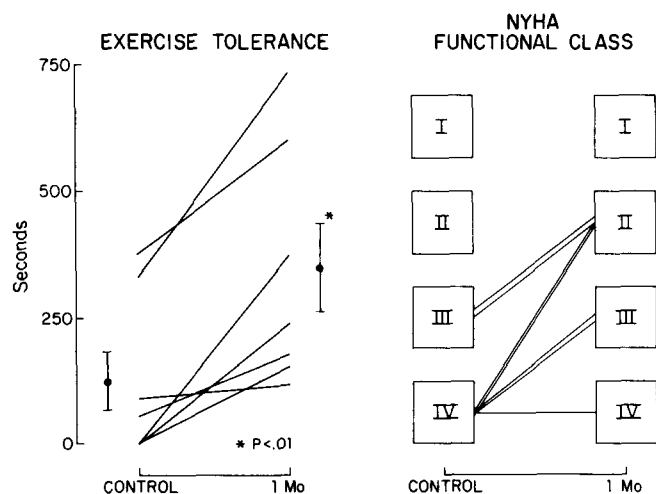 EXERCISE TOLERANCE
750
500
250
0
Seconds
*
* P<.01
CONTROL
1 Mo
NYHA
FUNCTIONAL CLASS
I
I
II
II
III
III
IV
IV
CONTROL
1 Mo